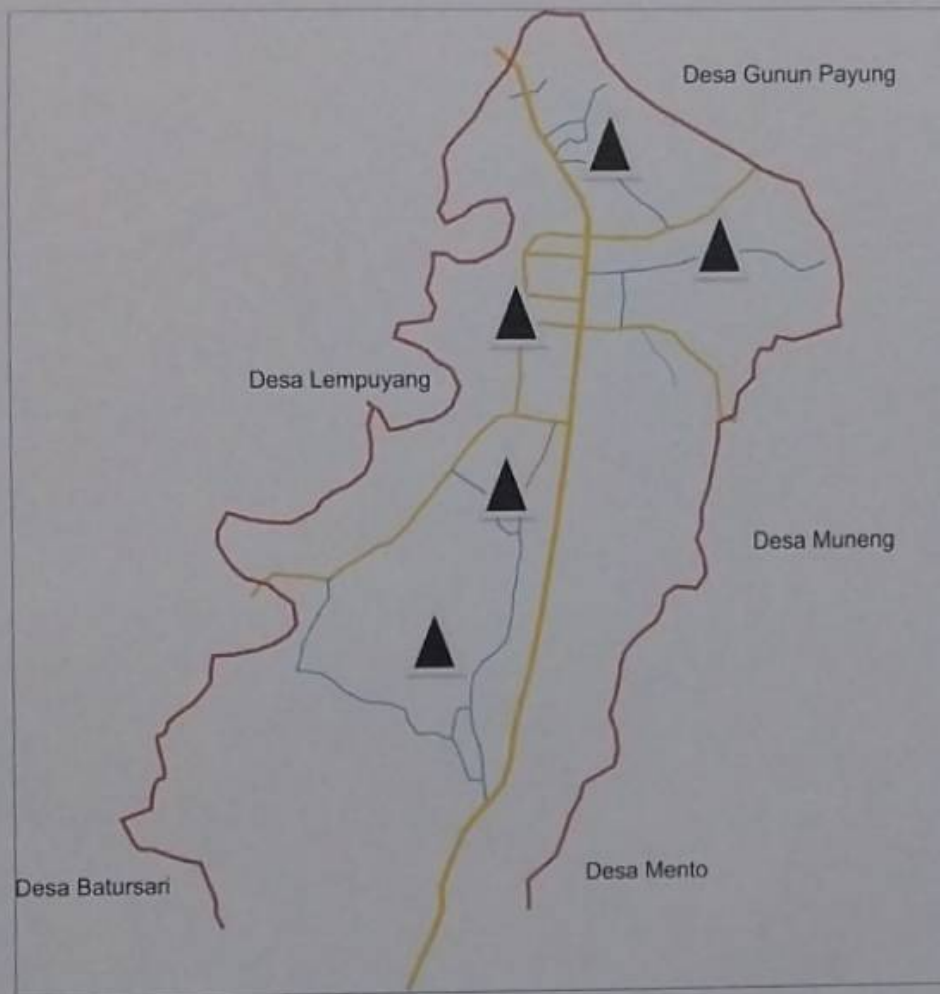 Desa Gunun Payung
Desa Lempuyang
Desa Muneng
Desa Mento
Desa Batursari